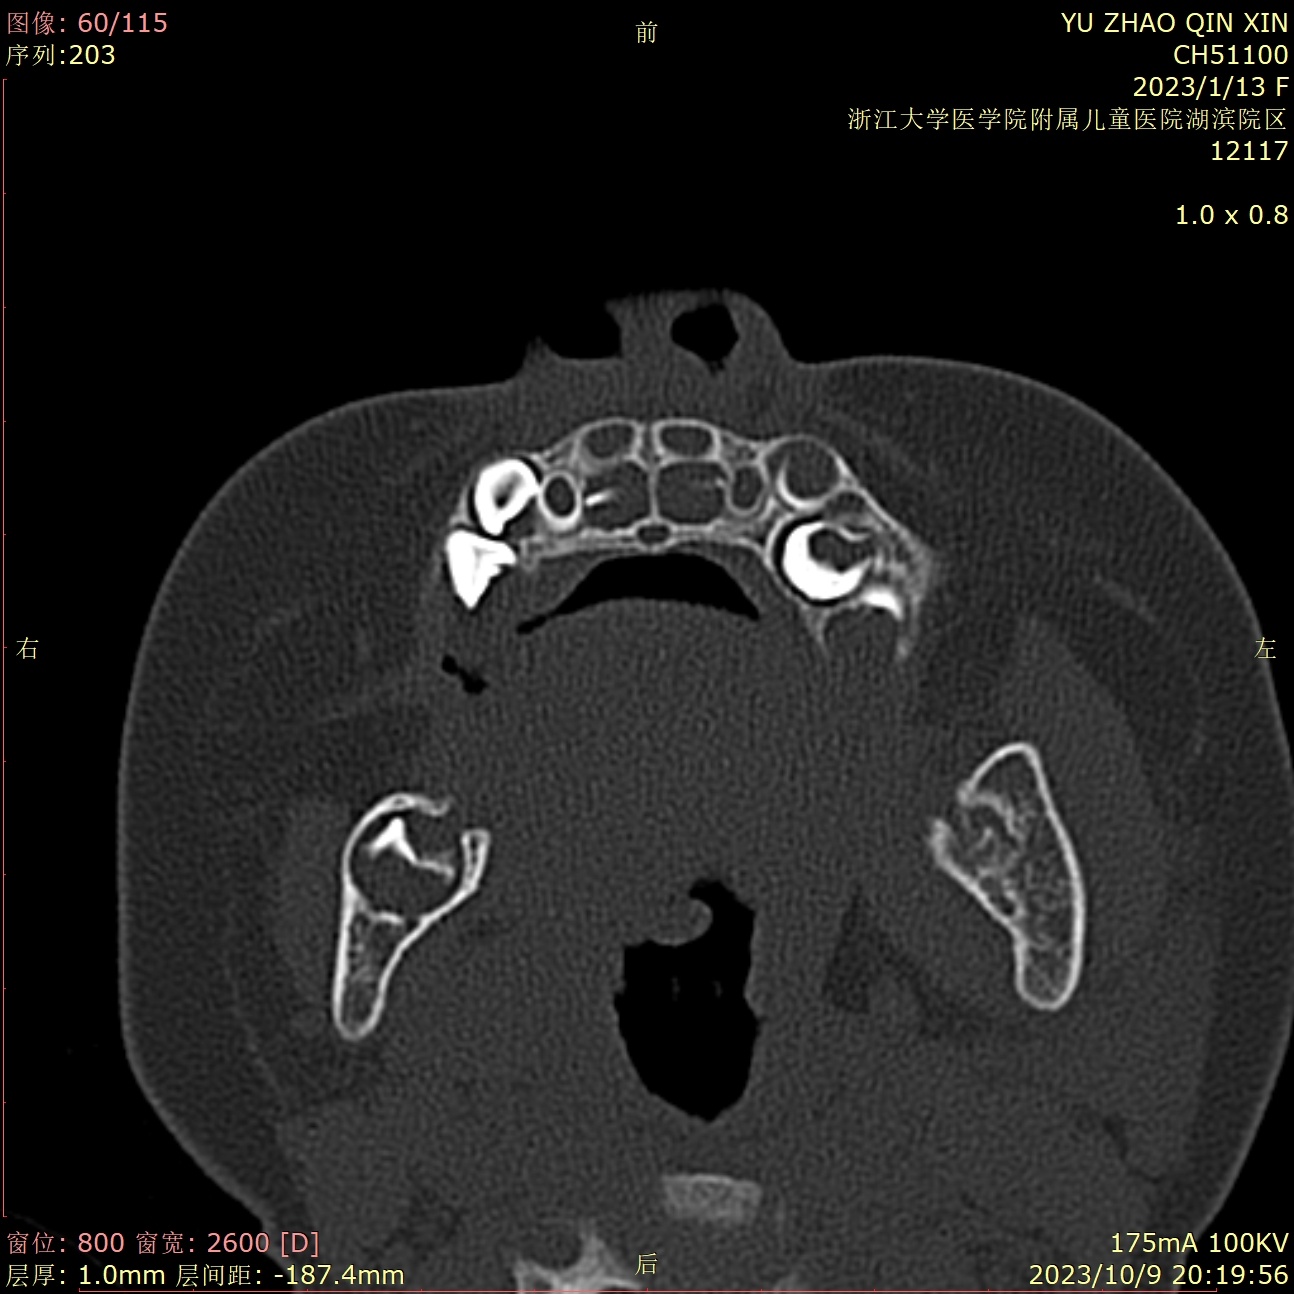 图像: 60/115
序列:203
前
YU ZHAO QIN XIN
CH51100
2023/1/13 F
浙江大学医学院附属儿童医院湖滨院区
12117
1.0 x 0.8
右
左
窗位: 800 窗宽: 2600 [D]
层厚: 1.0mm 层间距: -187.4mm
后
175mA 100KV
2023/10/9 20:19:56